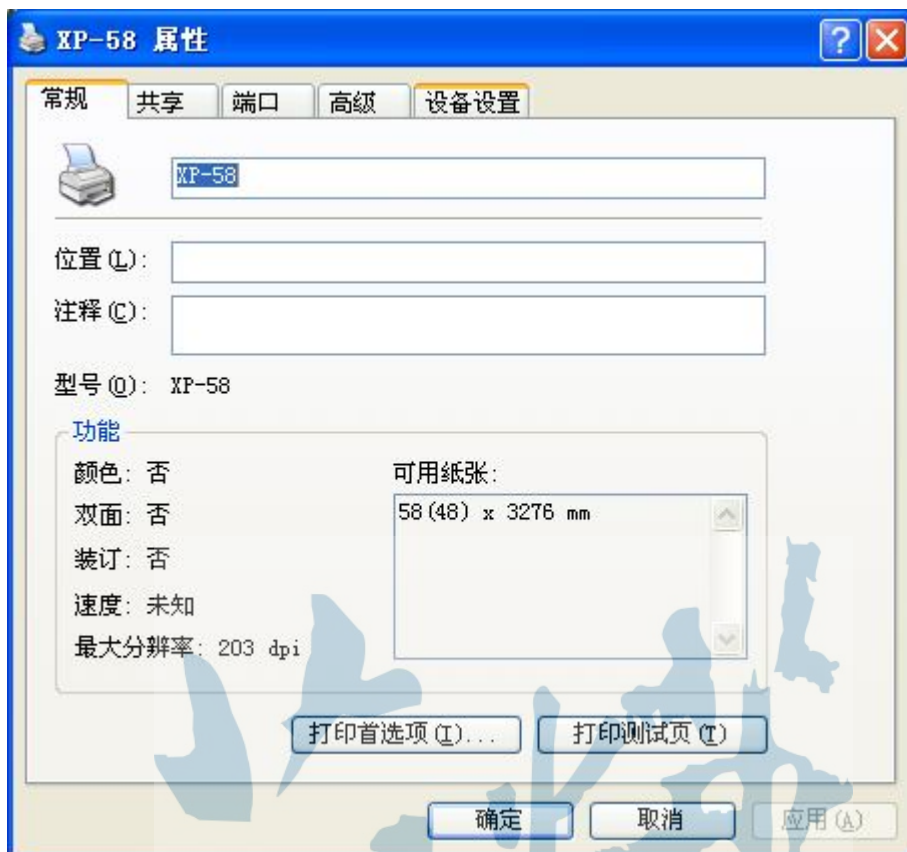 XP-58 属性
常规 共享 端口 高级 设备设置
XP-58
位置(L):
注释(C):
型号(O): XP-58
功能
颜色: 否
可用纸张:
双面: 否
58(48) x 3276 mm
装订: 否
速度: 未知
最大分辨率: 203 dpi
打印首选项(I)... 打印测试页(T)
确定 取消 应用(A)